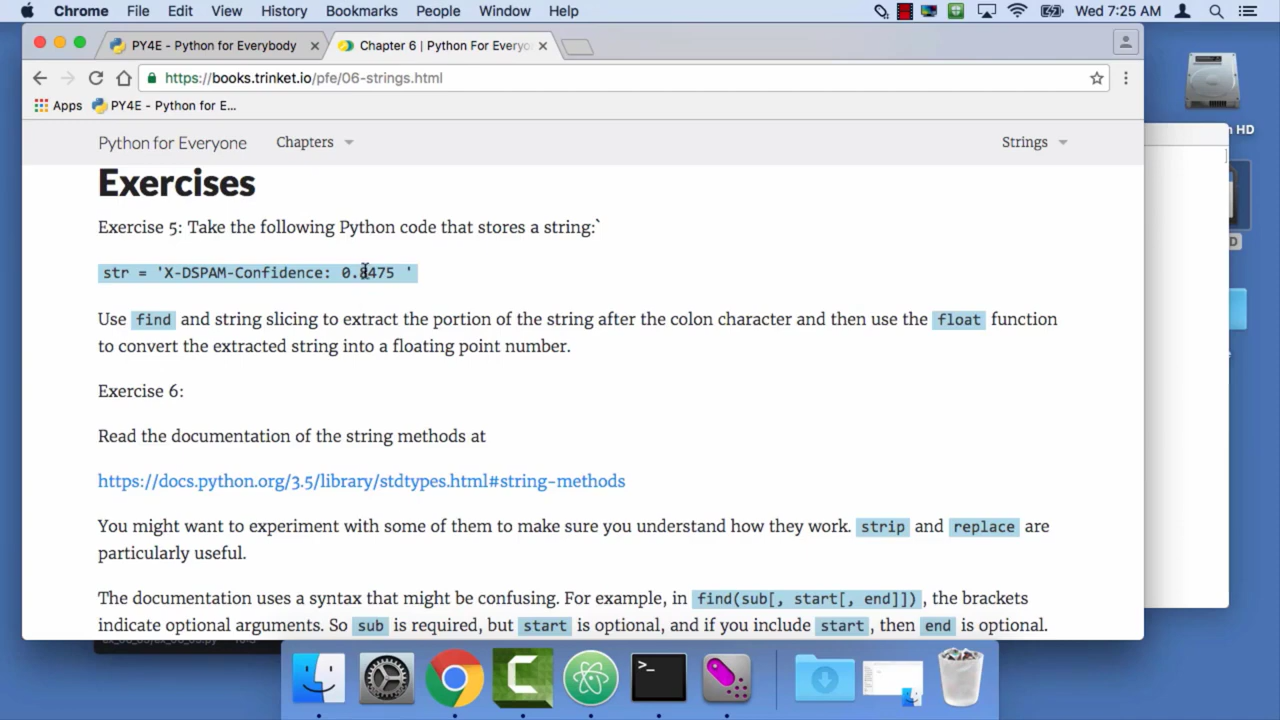 Chrome File Edit View History Bookmarks People Window Help Wed 7:25 AM
PY4E - Python for Everybody Chapter 6 | Python For Everyo
https://books.trinket.io/pfe/06-strings.html
Apps PY4E - Python for E...
Python for Everyone Chapters Strings
HD
Exercises
Exercise 5: Take the following Python code that stores a string:`
str = 'X-DSPAM-Confidence: 0.8475 '
Use find and string slicing to extract the portion of the string after the colon character and then use the float function
to convert the extracted string into a floating point number.
Exercise 6:
Read the documentation of the string methods at
https://docs.python.org/3.5/library/stdtypes.html#string-methods
You might want to experiment with some of them to make sure you understand how they work. strip and replace are
particularly useful.
The documentation uses a syntax that might be confusing. For example, in find(sub[, start[, end]]), the brackets
indicate optional arguments. So sub is required, but start is optional, and if you include start, then end is optional.